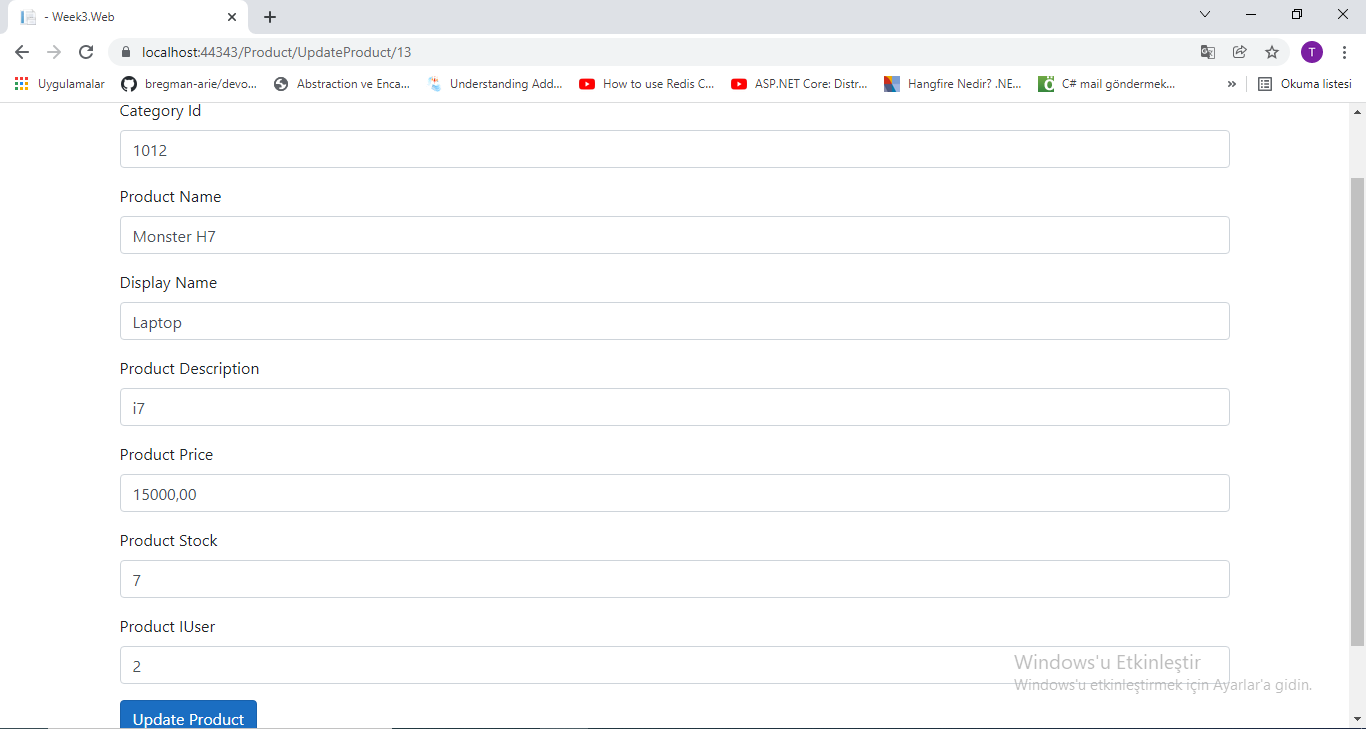 - Week3.Web
localhost:44343/Product/UpdateProduct/13
T
Uygulamalar
bregman-arie/devo...
Abstraction ve Enca...
Understanding Add...
How to use Redis C...
ASP.NET Core: Distr...
Hangfire Nedir? .NE...
C# mail göndermek...
»
Okuma listesi
Category Id
1012
Product Name
Monster H7
Display Name
Laptop
Product Description
i7
Product Price
15000,00
Product Stock
7
Product IUser
2
Windows'u Etkinleştir
Windows'u etkinleştirmek için Ayarlar'a gidin.
Update Product